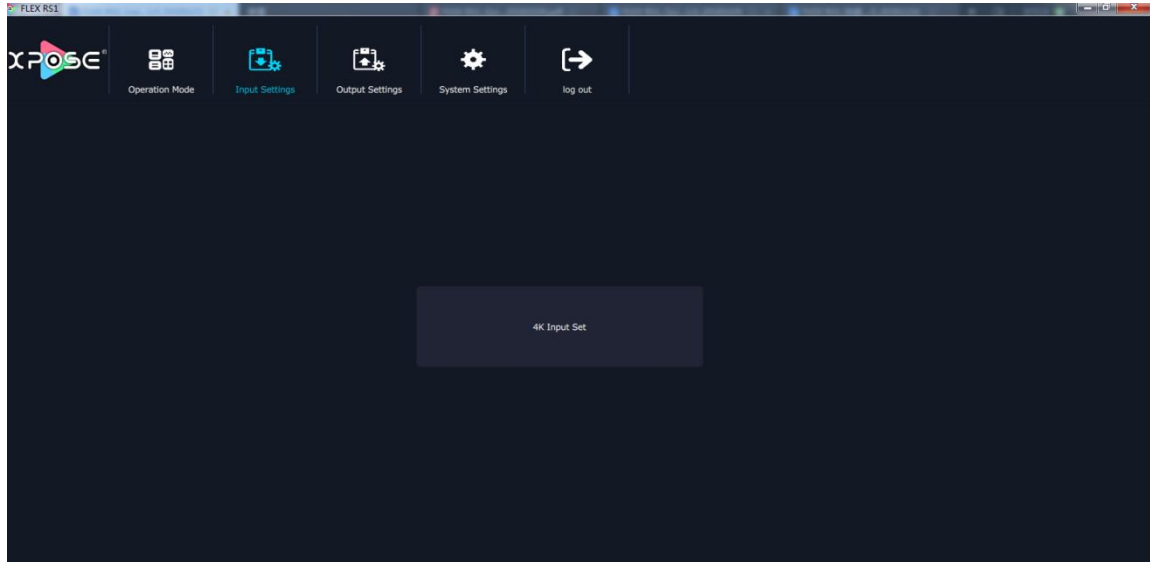 FLEX RS1
XPOSE®
Operation Mode
Input Settings
Output Settings
System Settings
log out
4K Input Set